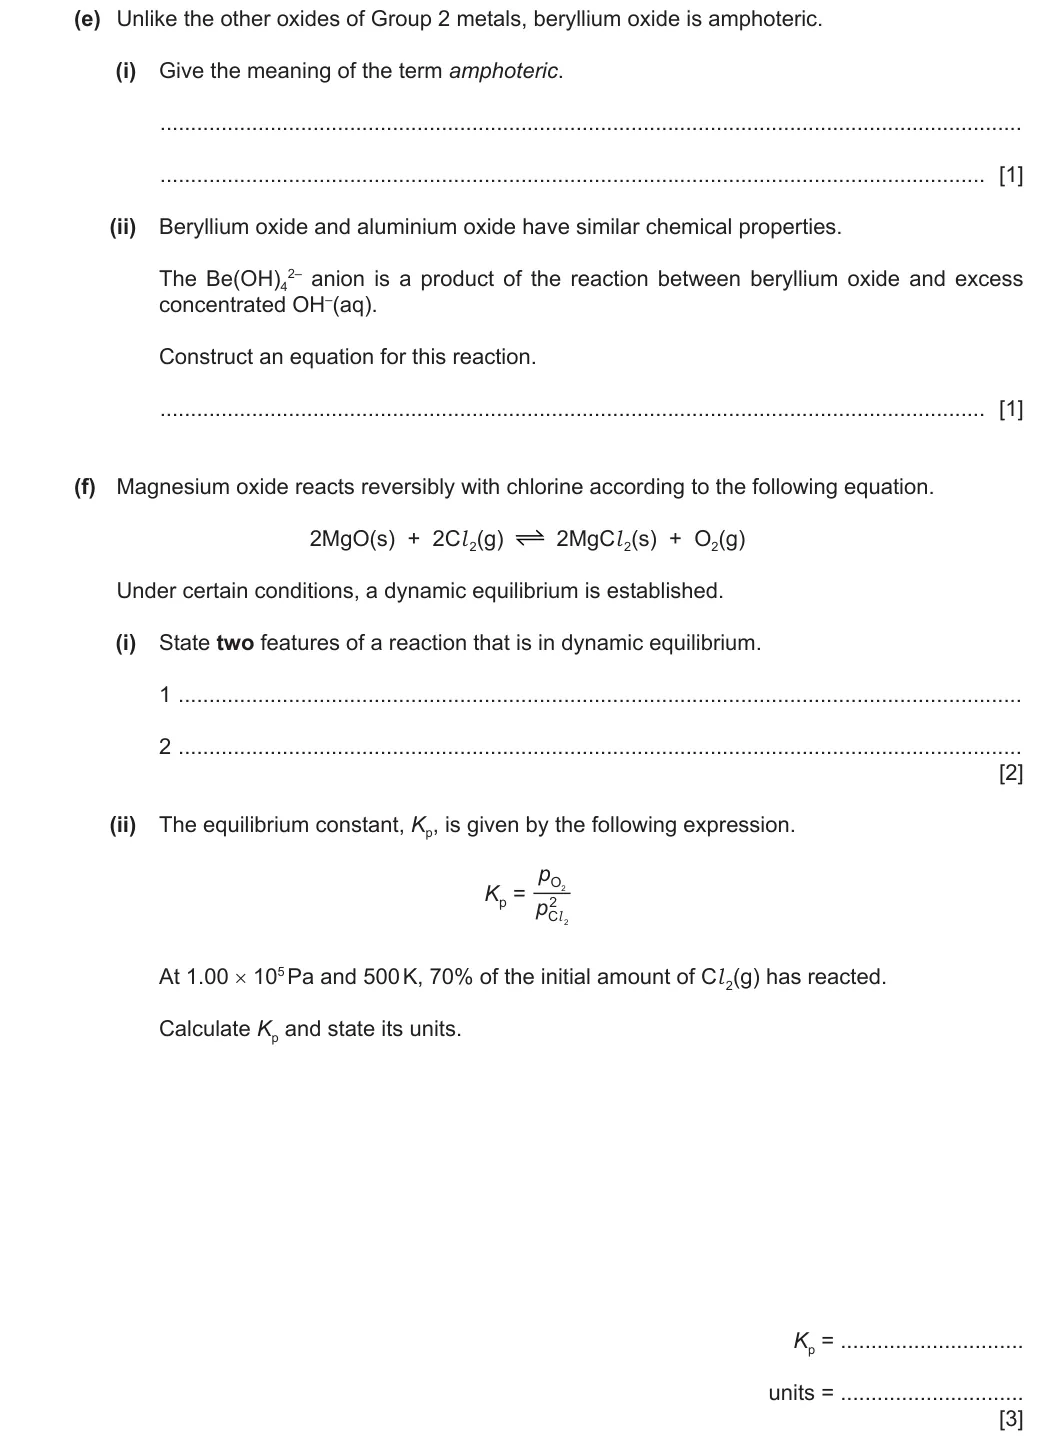 (e) Unlike the other oxides of Group 2 metals, beryllium oxide is amphoteric.
(i) Give the meaning of the term amphoteric.
............................................................................................................................................
...................................................................................................................................... [1]
(ii) Beryllium oxide and aluminium oxide have similar chemical properties.
The Be(OH)₄²⁻ anion is a product of the reaction between beryllium oxide and excess
concentrated OH⁻(aq).
Construct an equation for this reaction.
...................................................................................................................................... [1]
(f) Magnesium oxide reacts reversibly with chlorine according to the following equation.
2MgO(s) + 2Cl₂(g) ⇌ 2MgCl₂(s) + O₂(g)
Under certain conditions, a dynamic equilibrium is established.
(i) State two features of a reaction that is in dynamic equilibrium.
1 .........................................................................................................................................
2 .........................................................................................................................................
[2]
(ii) The equilibrium constant, Kₚ, is given by the following expression.
Kₚ = p_O₂ / p²_Cl₂
At 1.00 × 10⁵ Pa and 500 K, 70% of the initial amount of Cl₂(g) has reacted.
Calculate Kₚ and state its units.
Kₚ = ..............................
units = ..............................
[3]